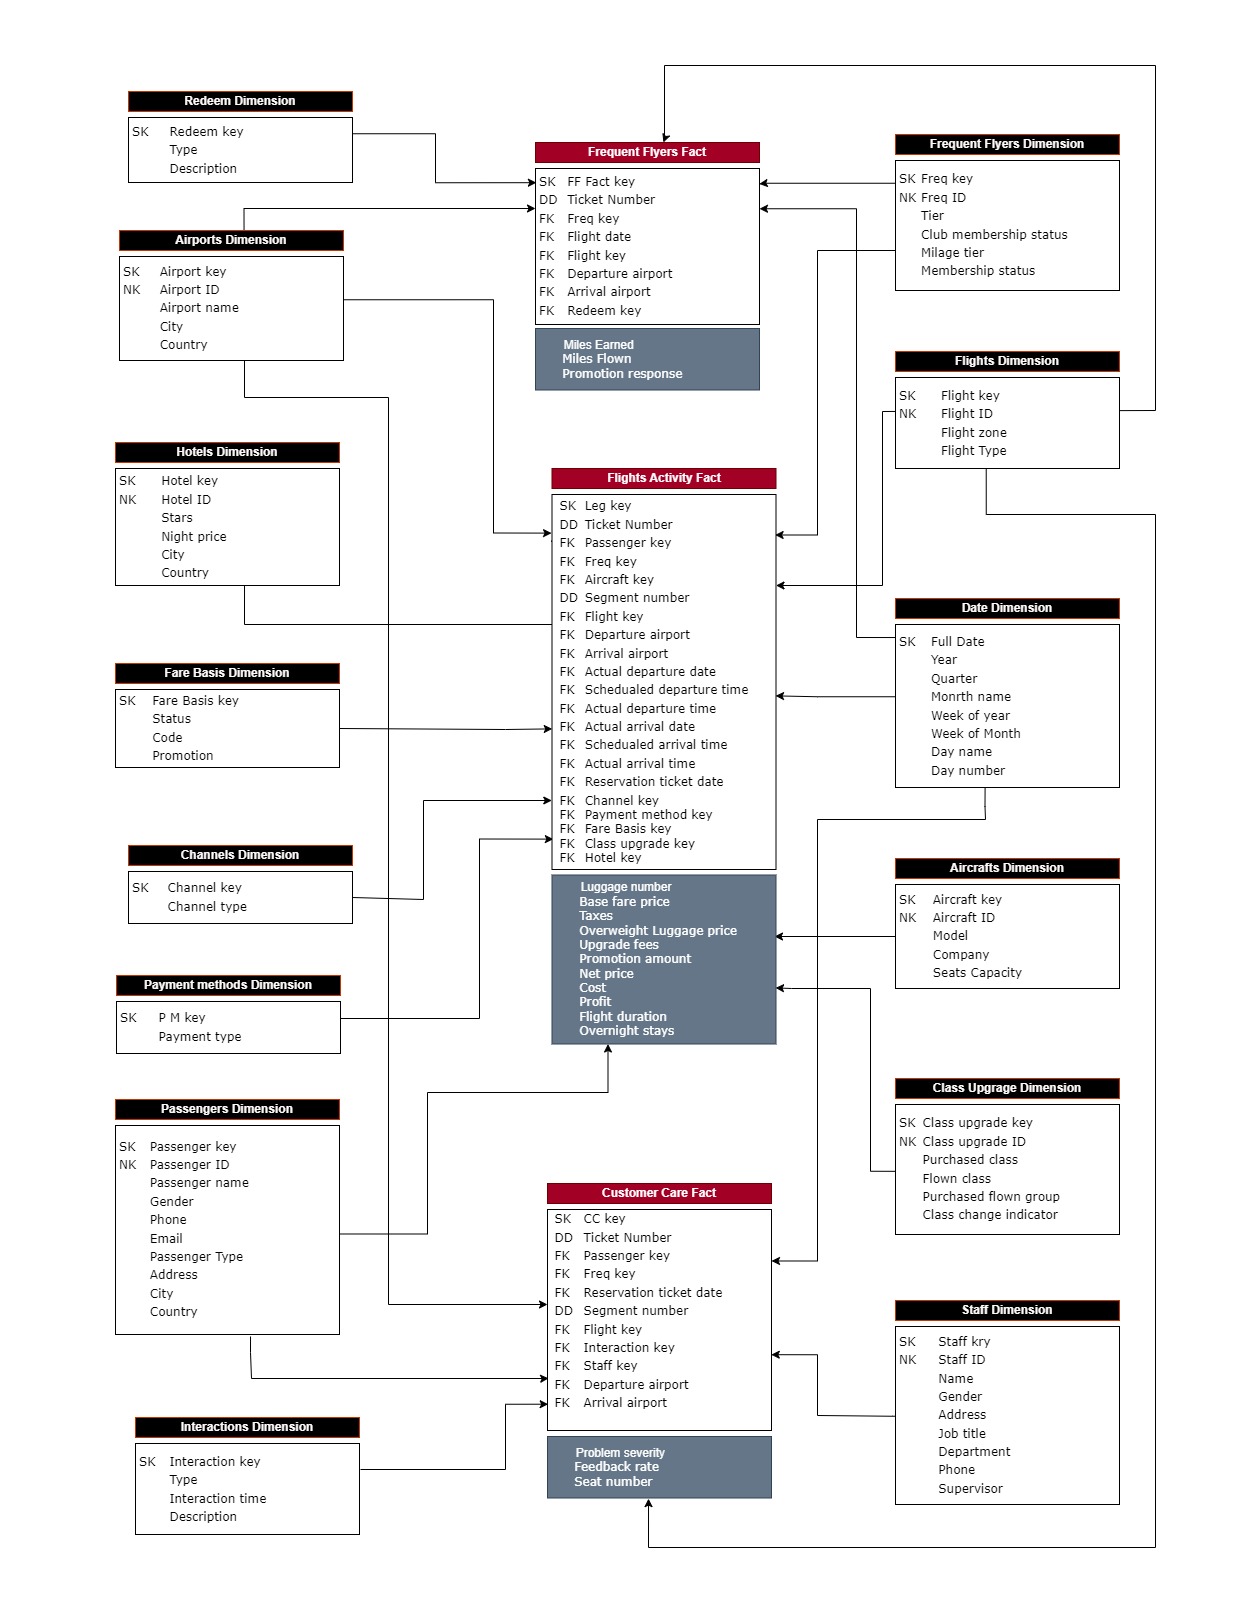 Redeem Dimension
SK Redeem key
Type
Description
Airports Dimension
SK Airport key
NK Airport ID
Airport name
City
Country
Hotels Dimension
SK Hotel key
NK Hotel ID
Stars
Night price
City
Country
Fare Basis Dimension
SK Fare Basis key
Status
Code
Promotion
Channels Dimension
SK Channel key
Channel type
Payment methods Dimension
SK P M key
Payment type
Passengers Dimension
SK Passenger key
NK Passenger ID
Passenger name
Gender
Phone
Email
Passenger Type
Address
City
Country
Interactions Dimension
SK Interaction key
Type
Interaction time
Description
Frequent Flyers Fact
SK FF Fact key
DD Ticket Number
FK Freq key
FK Flight date
FK Flight key
FK Departure airport
FK Arrival airport
FK Redeem key
Miles Earned
Miles Flown
Promotion response
Flights Activity Fact
SK Leg key
DD Ticket Number
FK Passenger key
FK Freq key
FK Aircraft key
DD Segment number
FK Flight key
FK Departure airport
FK Arrival airport
FK Actual departure date
FK Schedualed departure time
FK Actual departure time
FK Actual arrival date
FK Schedualed arrival time
FK Actual arrival time
FK Reservation ticket date
FK Channel key
FK Payment method key
FK Fare Basis key
FK Class upgrade key
FK Hotel key
Luggage number
Base fare price
Taxes
Overweight Luggage price
Upgrade fees
Promotion amount
Net price
Cost
Profit
Flight duration
Overnight stays
Customer Care Fact
SK CC key
DD Ticket Number
FK Passenger key
FK Freq key
FK Reservation ticket date
DD Segment number
FK Flight key
FK Interaction key
FK Staff key
FK Departure airport
FK Arrival airport
Problem severity
Feedback rate
Seat number
Frequent Flyers Dimension
SK Freq key
NK Freq ID
Tier
Club membership status
Milage tier
Membership status
Flights Dimension
SK Flight key
NK Flight ID
Flight zone
Flight Type
Date Dimension
SK Full Date
Year
Quarter
Monrth name
Week of year
Week of Month
Day name
Day number
Aircrafts Dimension
SK Aircraft key
NK Aircraft ID
Model
Company
Seats Capacity
Class Upgrage Dimension
SK Class upgrade key
NK Class upgrade ID
Purchased class
Flown class
Purchased flown group
Class change indicator
Staff Dimension
SK Staff kry
NK Staff ID
Name
Gender
Address
Job title
Department
Phone
Supervisor